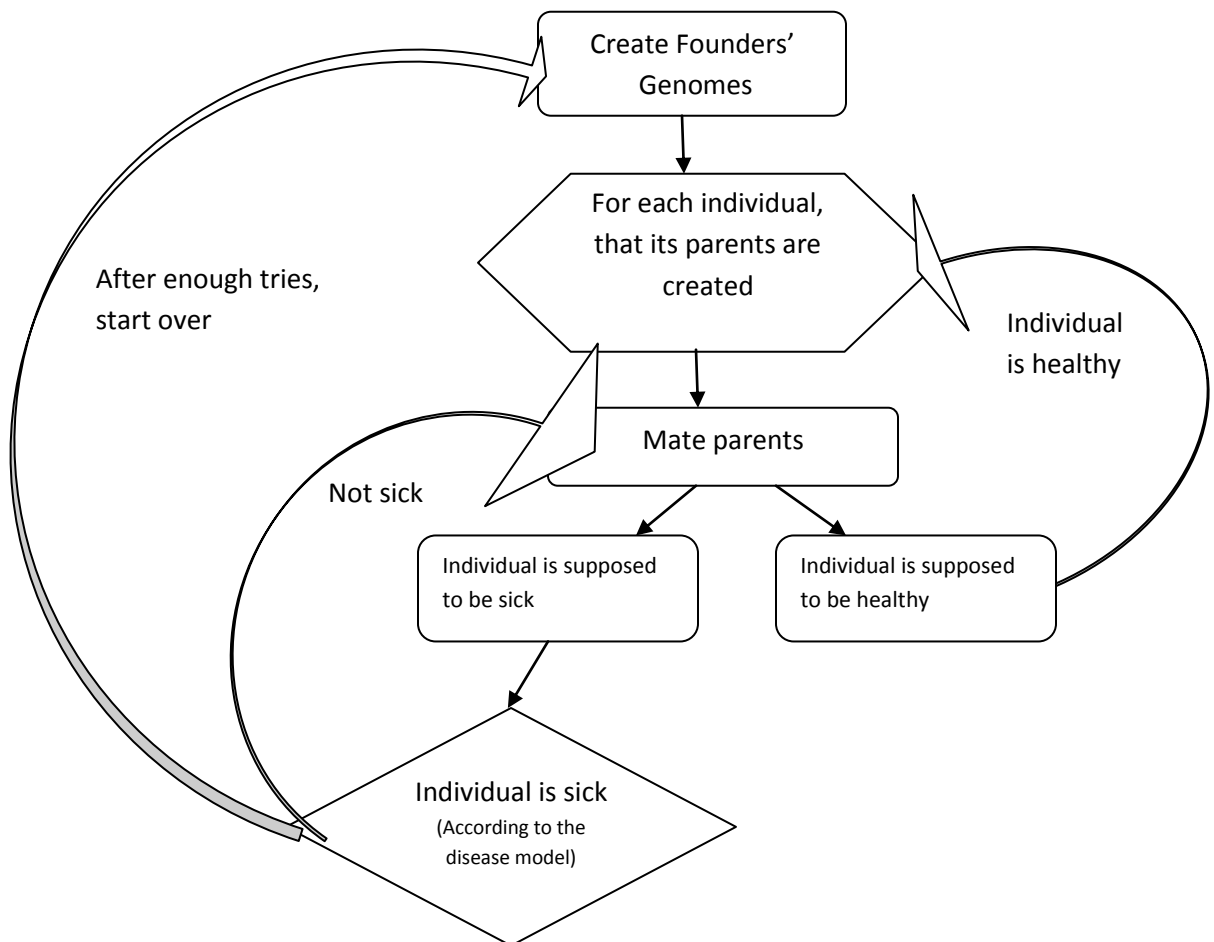 Create Founders’
Genomes
For each individual,
that its parents are
created
After enough tries,
start over
Individual
is healthy
Mate parents
Not sick
Individual is supposed
to be sick
Individual is supposed
to be healthy
Individual is sick
(According to the
disease model)